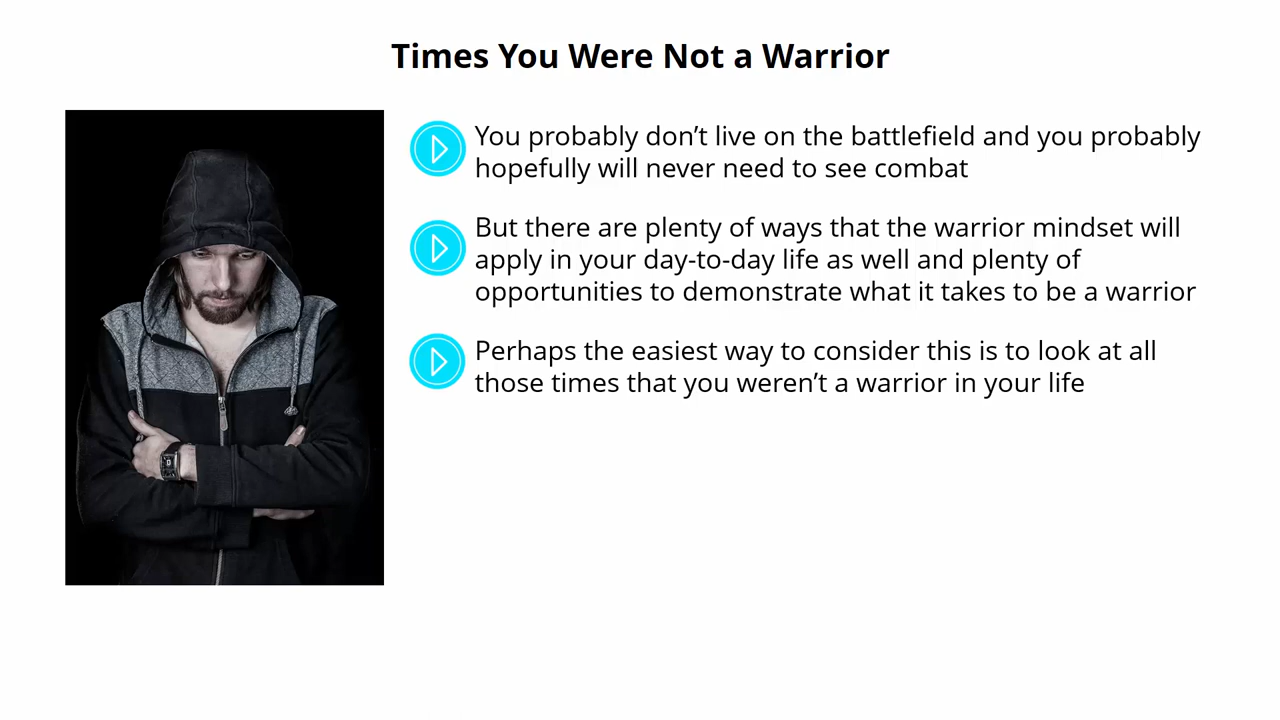 Times You Were Not a Warrior
You probably don’t live on the battlefield and you probably
hopefully will never need to see combat
But there are plenty of ways that the warrior mindset will
apply in your day-to-day life as well and plenty of
opportunities to demonstrate what it takes to be a warrior
Perhaps the easiest way to consider this is to look at all
those times that you weren’t a warrior in your life